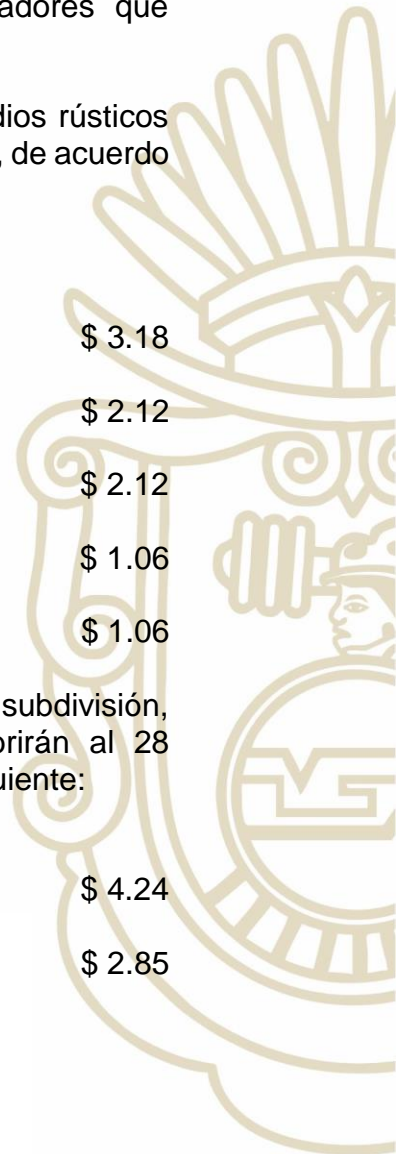 adores que
dios rústicos
, de acuerdo
$ 3.18
$ 2.12
$ 2.12
$ 1.06
$ 1.06
subdivisión,
brirán al 28
uiente:
$ 4.24
$ 2.85